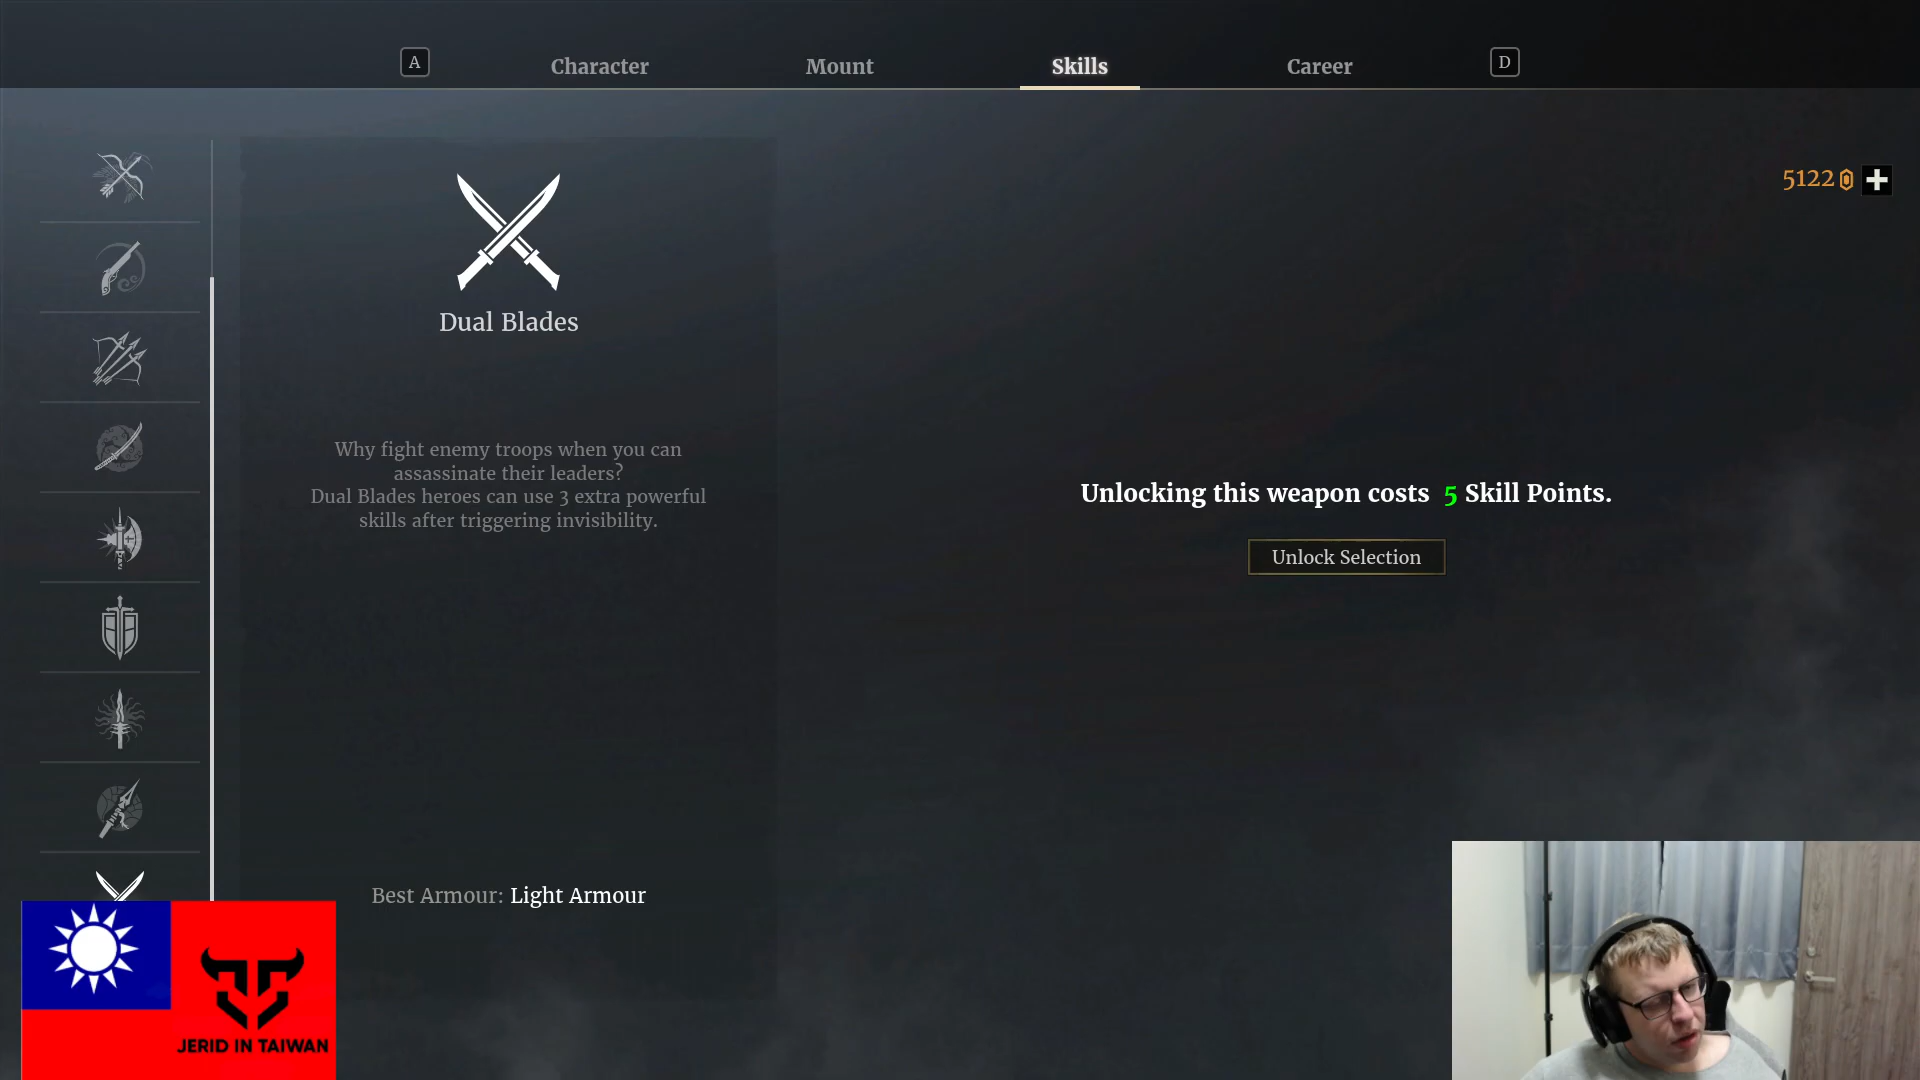 A
Character
Mount
Skills
Career
D
5122
Dual Blades
Why fight enemy troops when you can
assassinate their leaders?
Dual Blades heroes can use 3 extra powerful
skills after triggering invisibility.
Unlocking this weapon costs 5 Skill Points.
Unlock Selection
Best Armour: Light Armour
JERID IN TAIWAN